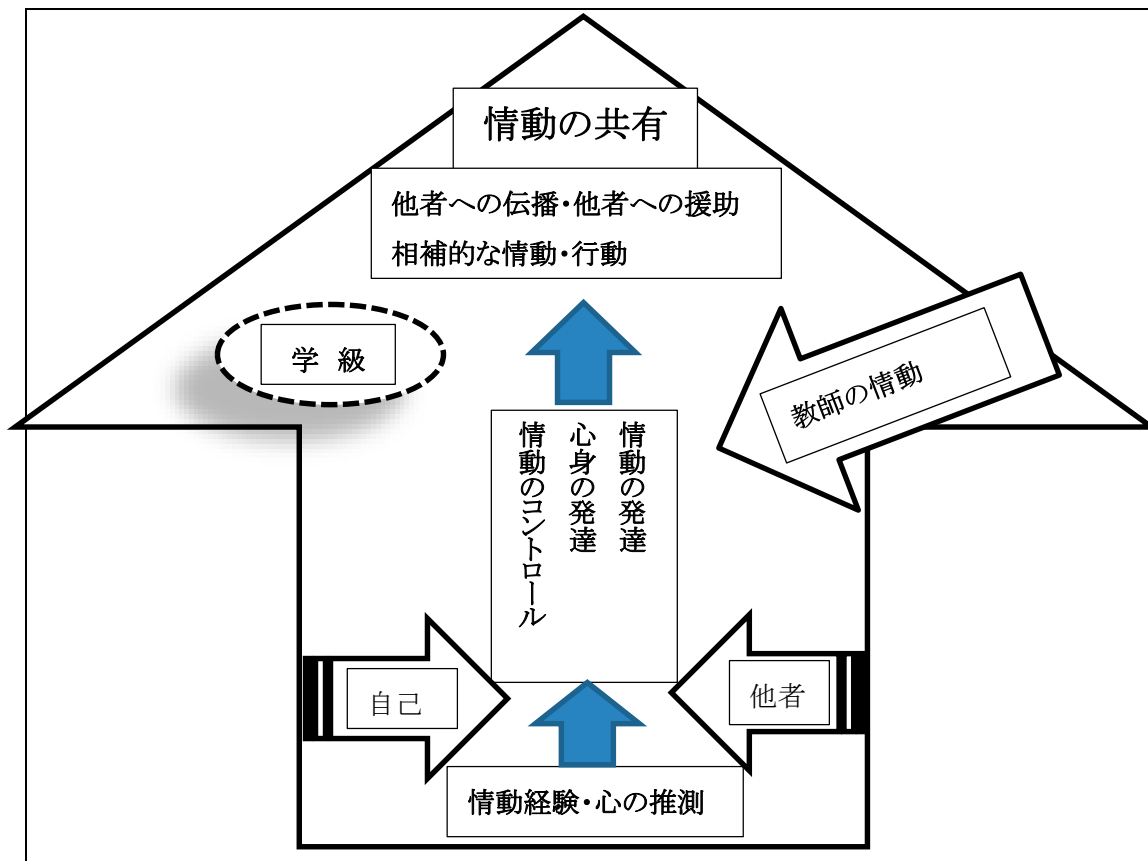 情動の共有
他者への伝播・他者への援助
相補的な情動・行動
学 級
教師の情動
情動の発達
心身の発達
情動のコントロール
自己
他者
情動経験・心の推測